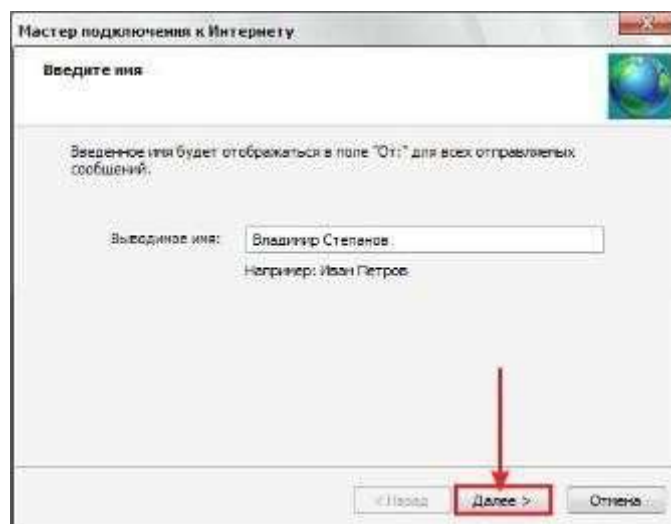 Мастер подключения к Интернету
Введите имя
Введенное имя будет отображаться в поле "От:" для всех отправляемых
сообщений.
Выводимое имя:
Владимир Степанов
Например: Иван Петров
< Назад
Далее >
Отмена